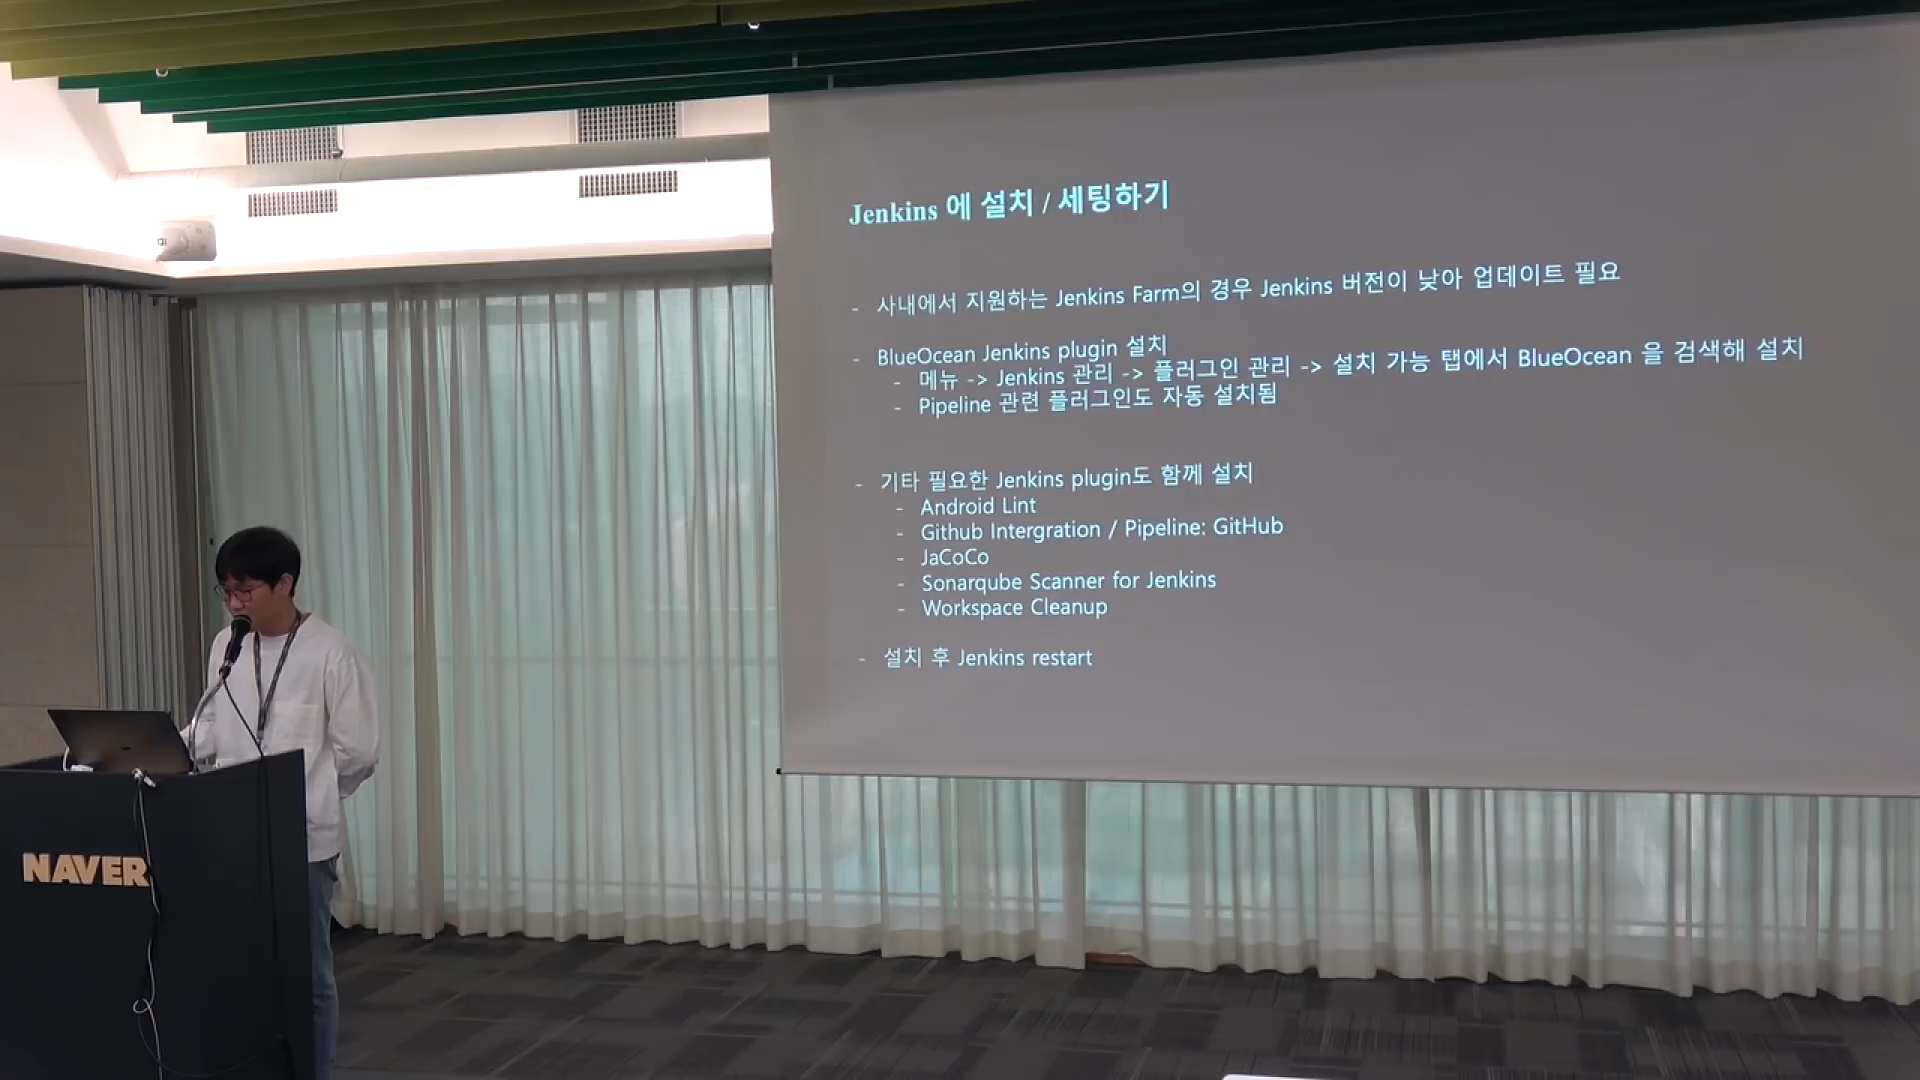 Jenkins 에 설치 / 세팅하기
- 사내에서 지원하는 Jenkins Farm의 경우 Jenkins 버전이 낮아 업데이트 필요
- BlueOcean Jenkins plugin 설치
- 메뉴 -> Jenkins 관리 -> 플러그인 관리 -> 설치 가능 탭에서 BlueOcean 을 검색해 설치
- Pipeline 관련 플러그인도 자동 설치됨
- 기타 필요한 Jenkins plugin도 함께 설치
- Android Lint
- Github Intergration / Pipeline: GitHub
- JaCoCo
- Sonarqube Scanner for Jenkins
- Workspace Cleanup
- 설치 후 Jenkins restart
NAVER